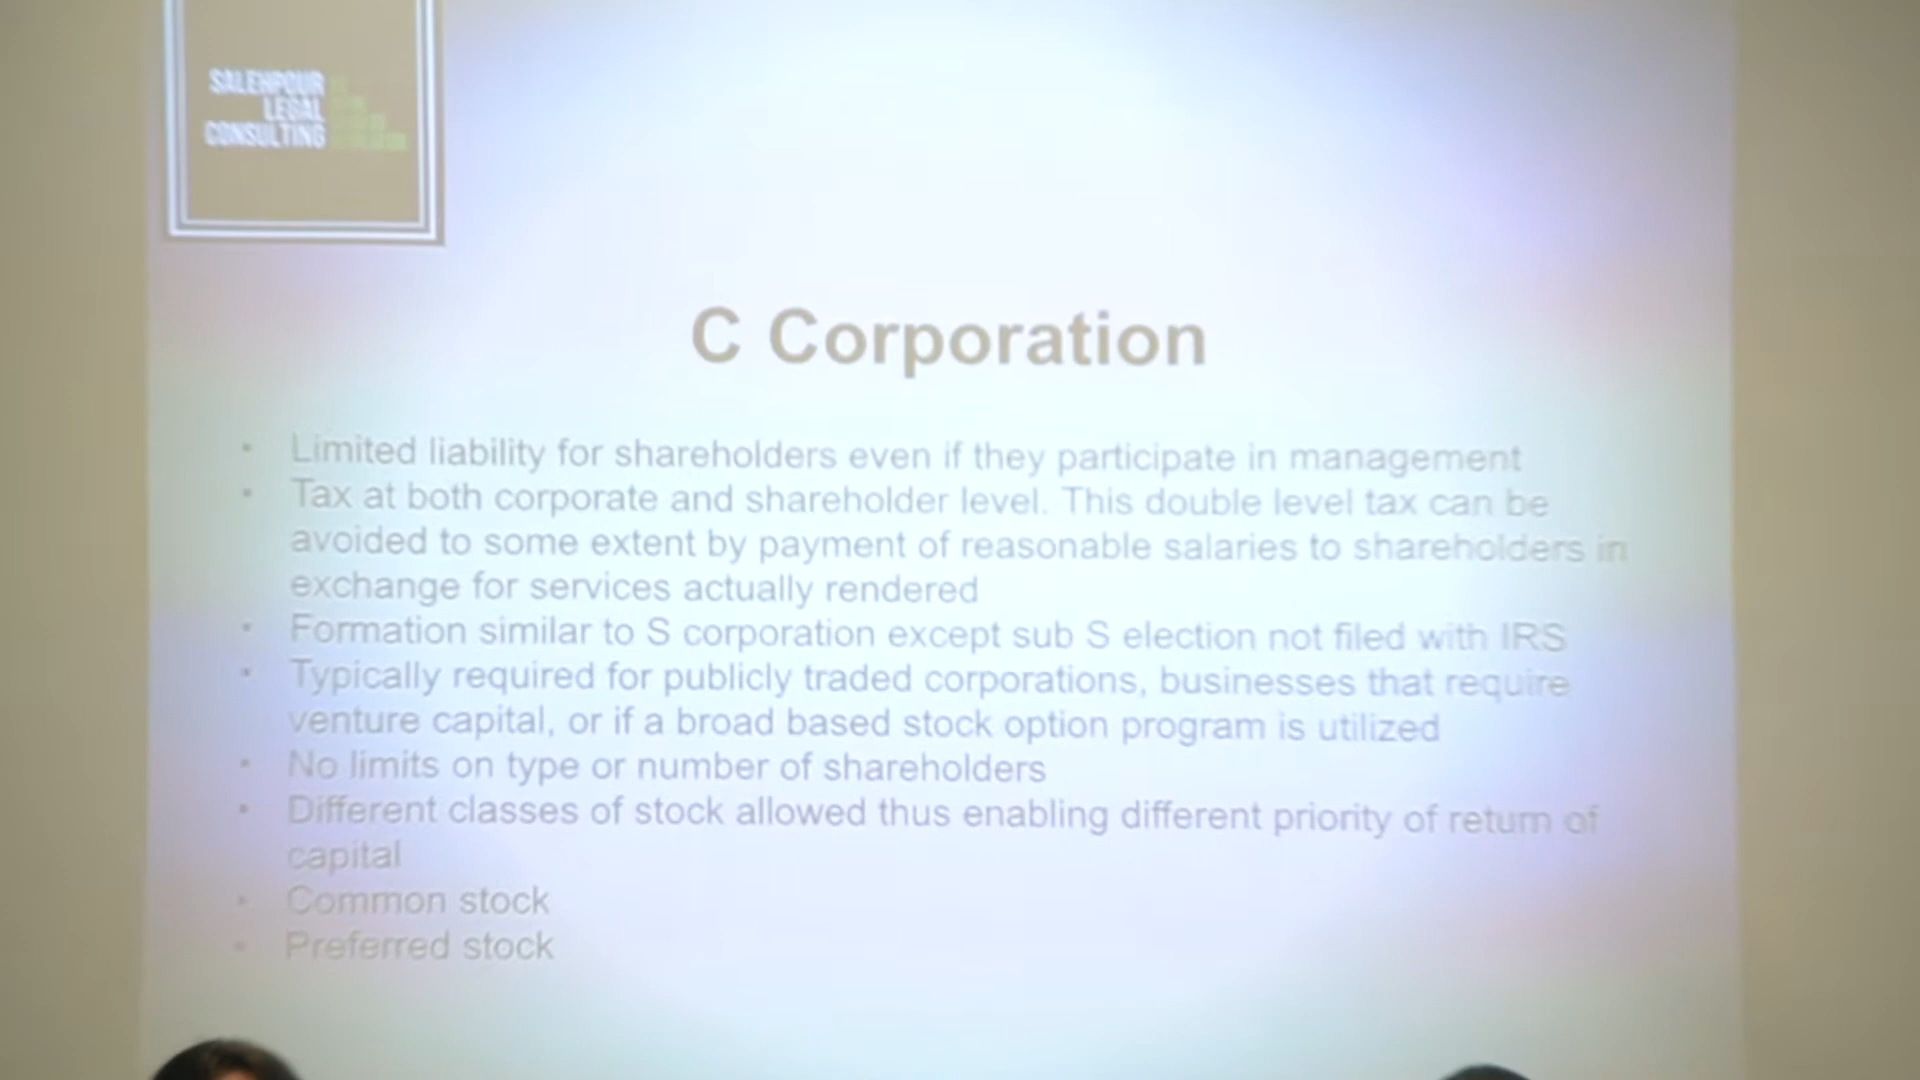 SALEHPOUR
LEGAL
CONSULTING
C Corporation
• Limited liability for shareholders even if they participate in management
• Tax at both corporate and shareholder level. This double level tax can be
avoided to some extent by payment of reasonable salaries to shareholders in
exchange for services actually rendered
• Formation similar to S corporation except sub S election not filed with IRS
• Typically required for publicly traded corporations, businesses that require
venture capital, or if a broad based stock option program is utilized
• No limits on type or number of shareholders
• Different classes of stock allowed thus enabling different priority of return of
capital
• Common stock
• Preferred stock